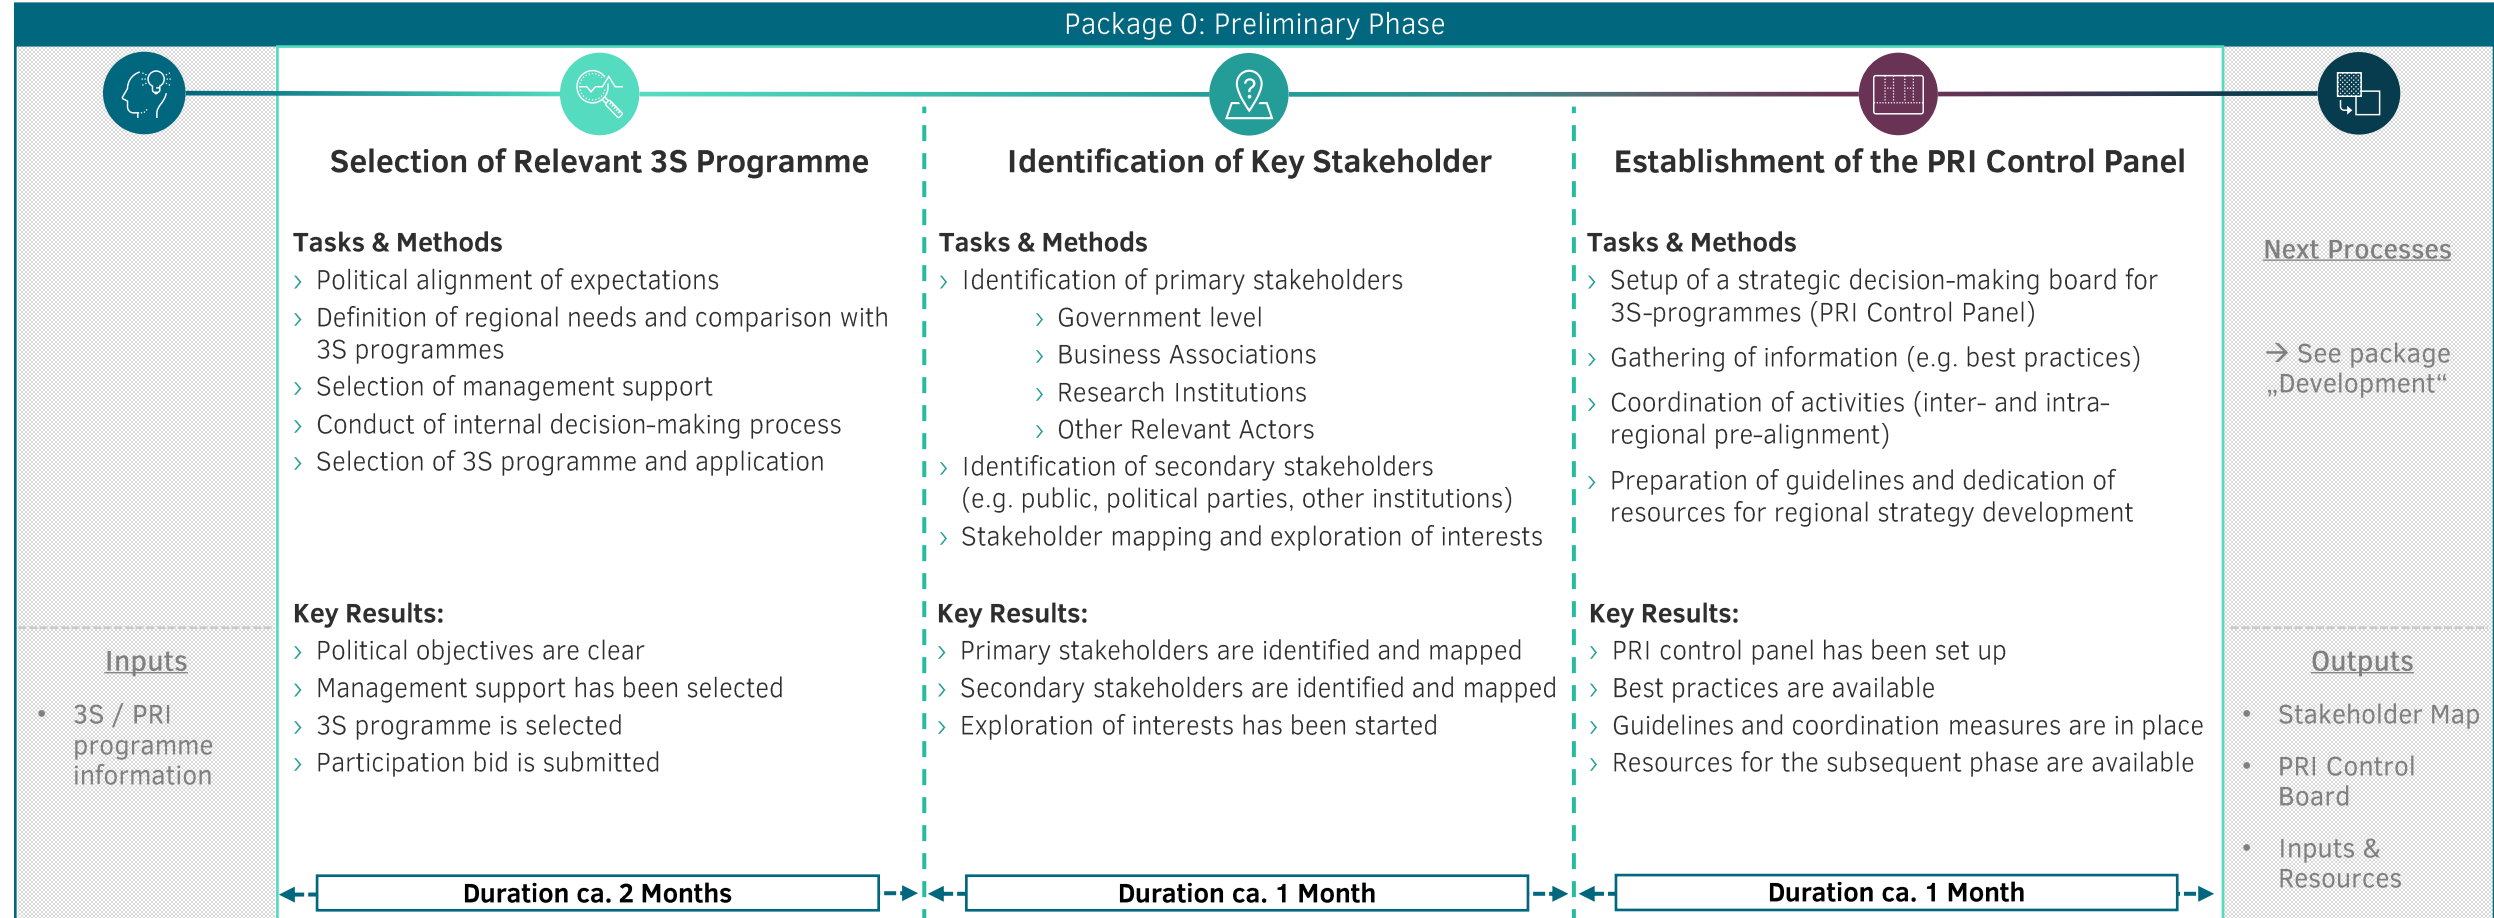 Package 0: Preliminary Phase
Inputs
• 3S / PRI
programme
information
Selection of Relevant 3S Programme
Tasks & Methods
› Political alignment of expectations
› Definition of regional needs and comparison with
3S programmes
› Selection of management support
› Conduct of internal decision-making process
› Selection of 3S programme and application
Key Results:
› Political objectives are clear
› Management support has been selected
› 3S programme is selected
› Participation bid is submitted
Duration ca. 2 Months
Identification of Key Stakeholder
Tasks & Methods
› Identification of primary stakeholders
› Government level
› Business Associations
› Research Institutions
› Other Relevant Actors
› Identification of secondary stakeholders
(e.g. public, political parties, other institutions)
› Stakeholder mapping and exploration of interests
Key Results:
› Primary stakeholders are identified and mapped
› Secondary stakeholders are identified and mapped
› Exploration of interests has been started
Duration ca. 1 Month
Establishment of the PRI Control Panel
Tasks & Methods
› Setup of a strategic decision-making board for
3S-programmes (PRI Control Panel)
› Gathering of information (e.g. best practices)
› Coordination of activities (inter- and intra-
regional pre-alignment)
› Preparation of guidelines and dedication of
resources for regional strategy development
Key Results:
› PRI control panel has been set up
› Best practices are available
› Guidelines and coordination measures are in place
› Resources for the subsequent phase are available
Duration ca. 1 Month
Next Processes
→ See package
„Development“
Outputs
• Stakeholder Map
• PRI Control
Board
• Inputs &
Resources